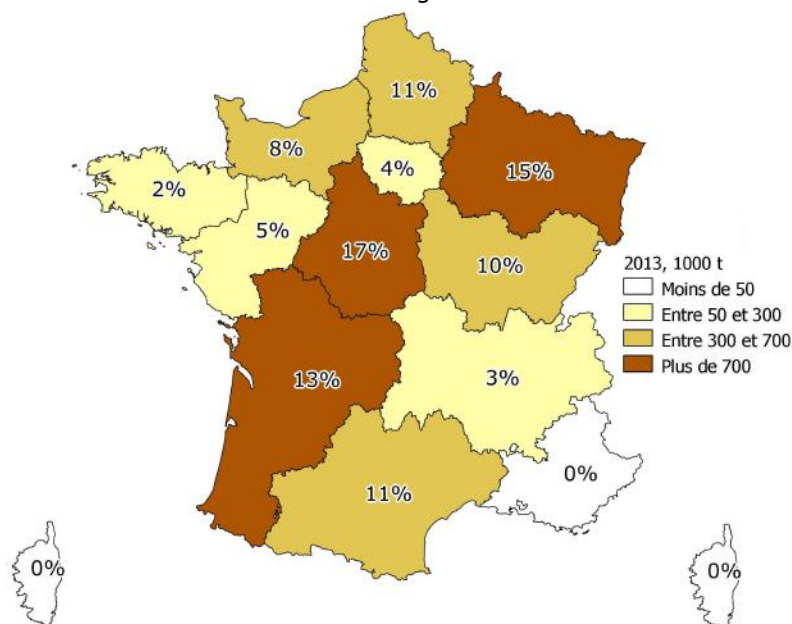 11%
8%
4%
15%
2%
5%
17%
10%
2013, 1000 t
Moins de 50
Entre 50 et 300
Entre 300 et 700
Plus de 700
13%
3%
11%
0%
0%
0%